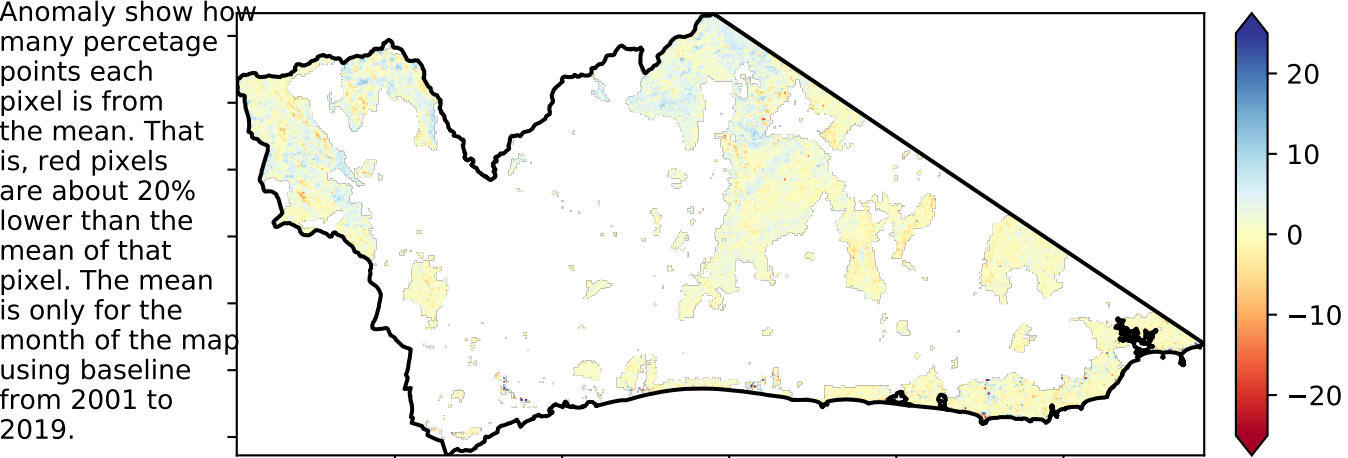 Anomaly show how
many percetage
points each
pixel is from
the mean. That
is, red pixels
are about 20%
lower than the
mean of that
pixel. The mean
is only for the
month of the map
using baseline
from 2001 to
2019.
20
10
0
−10
−20